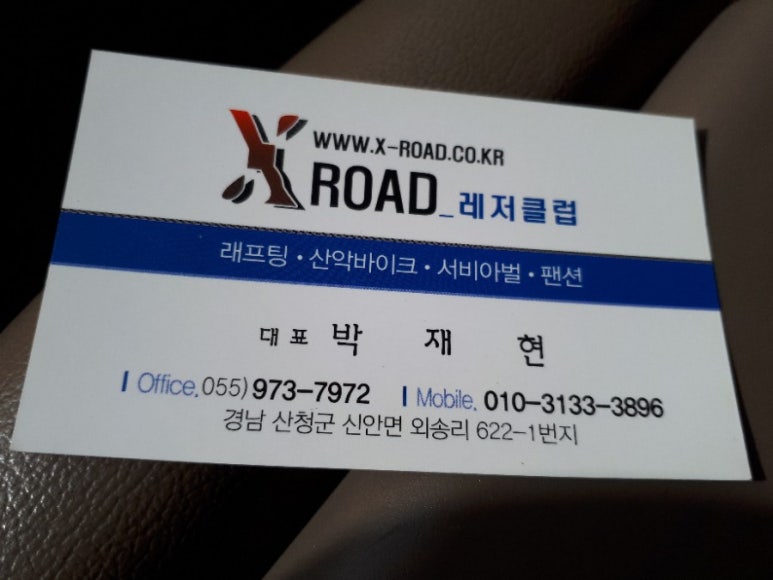 WWW.X-ROAD.CO.KR
X ROAD_레저클럽
래프팅·산악바이크·서비아벌·팬션
대표 박 재 현
Office. 055) 973-7972 Mobile. 010-3133-3896
경남 산청군 신안면 외송리 622-1번지